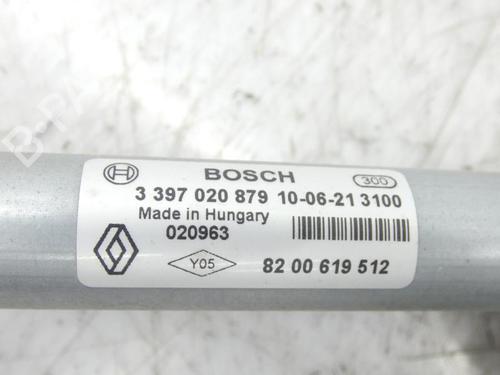 BOSCH
300
3 397 020 879 10-06-21 3100
Made in Hungary
020963
Y05
82 00 619 512
B-PA